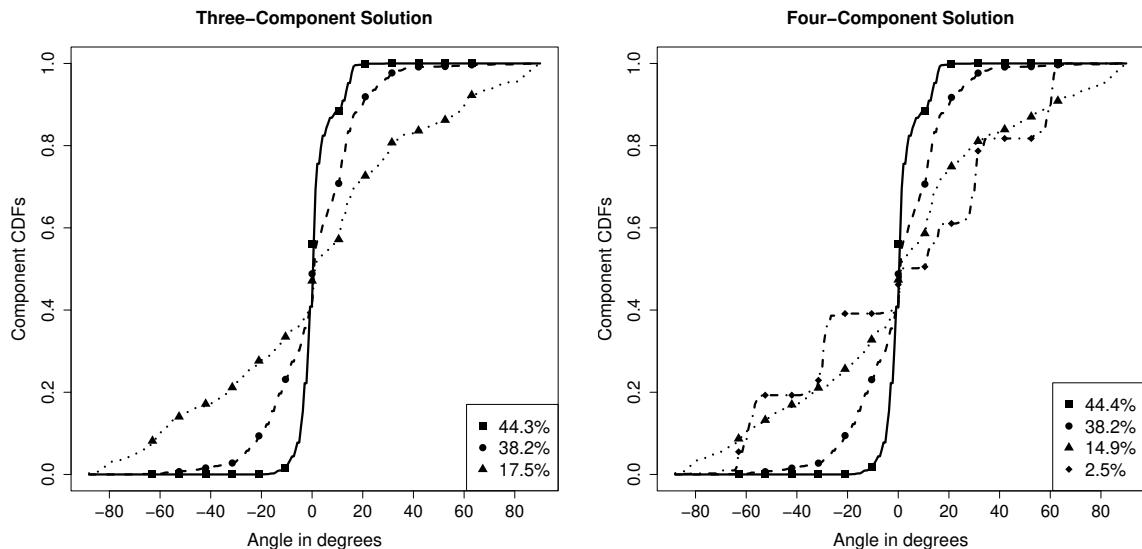 Three−Component Solution
Component CDFs
1.0
0.8
0.6
0.4
0.2
0.0
−80 −60 −40 −20 0 20 40 60 80
Angle in degrees
44.3%
38.2%
17.5%
Four−Component Solution
Component CDFs
1.0
0.8
0.6
0.4
0.2
0.0
−80 −60 −40 −20 0 20 40 60 80
Angle in degrees
44.4%
38.2%
14.9%
2.5%